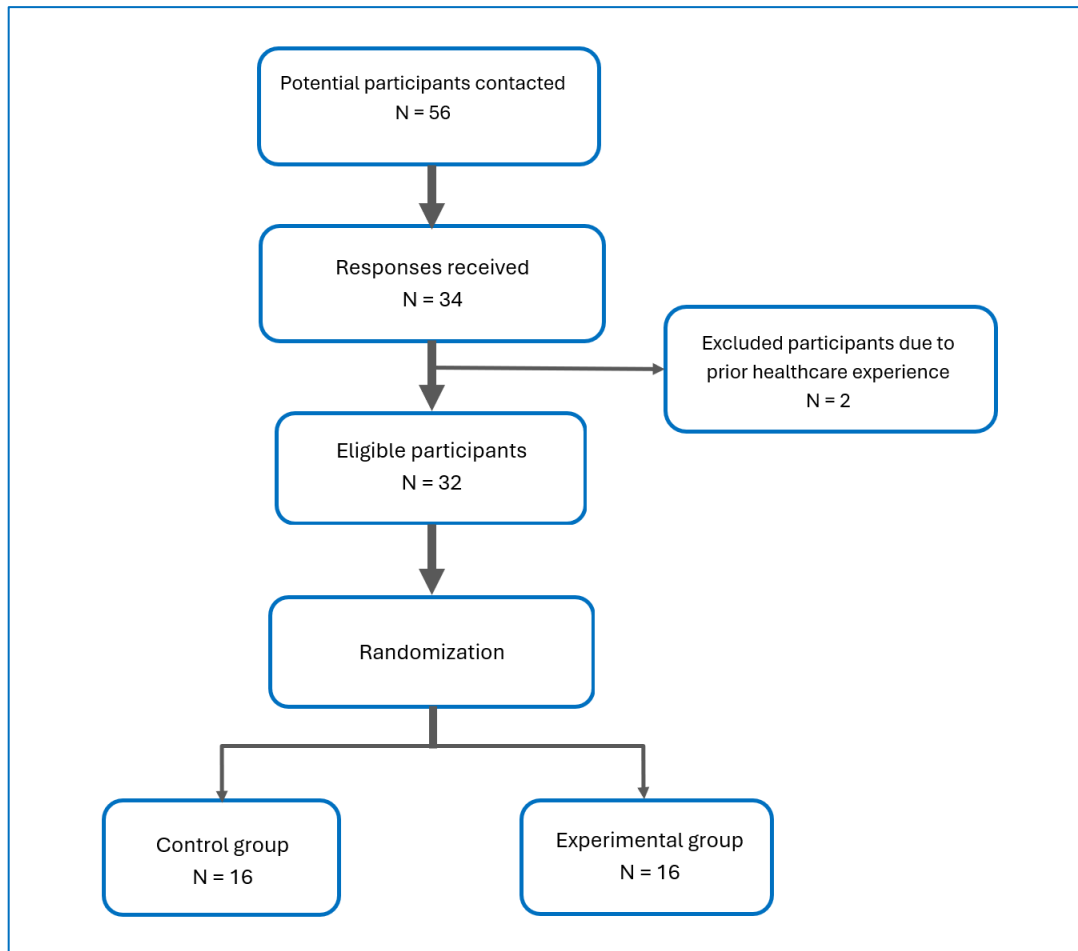 Potential participants contacted
N = 56
Responses received
N = 34
Excluded participants due to
prior healthcare experience
N = 2
Eligible participants
N = 32
Randomization
Control group
N = 16
Experimental group
N = 16